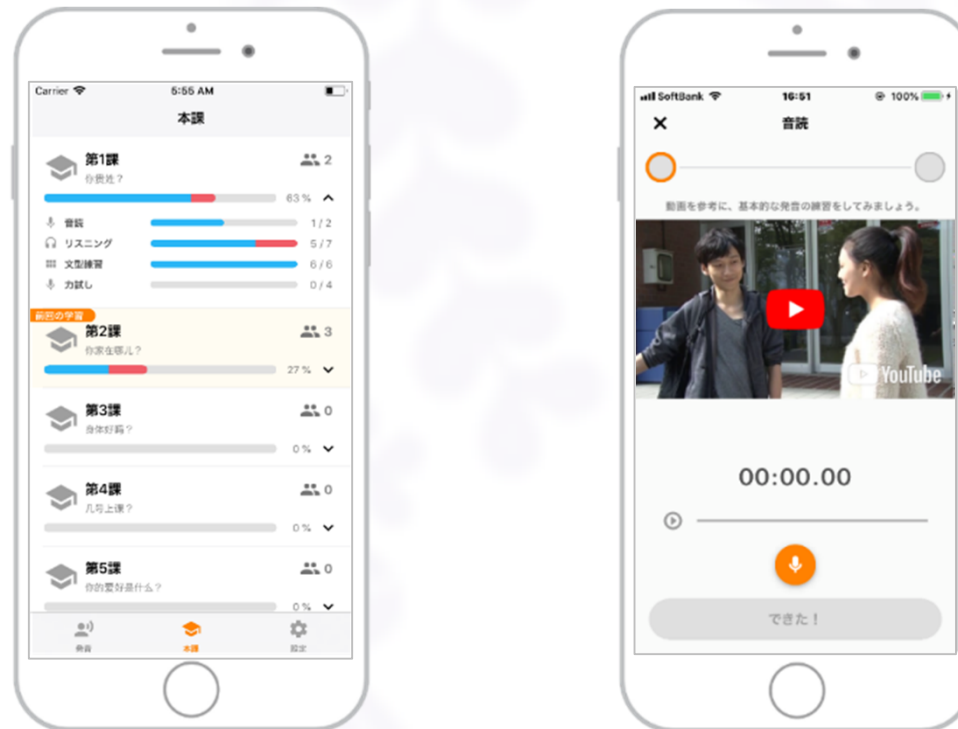 Carrier
5:55 AM
本課
第1課
2
你贵姓？
63 %
音読
1 / 2
リスニング
5 / 7
文型練習
6 / 6
力試し
0 / 4
前回の学習
第2課
3
你家在哪儿？
27 %
第3課
0
身体好吗？
0 %
第4課
0
几号上课？
0 %
第5課
0
你的爱好是什么？
0 %
発音
本課
設定
SoftBank
16:51
100%
音読
動画を参考に、基本的な発音の練習をしてみましょう。
YouTube
00:00.00
できた！